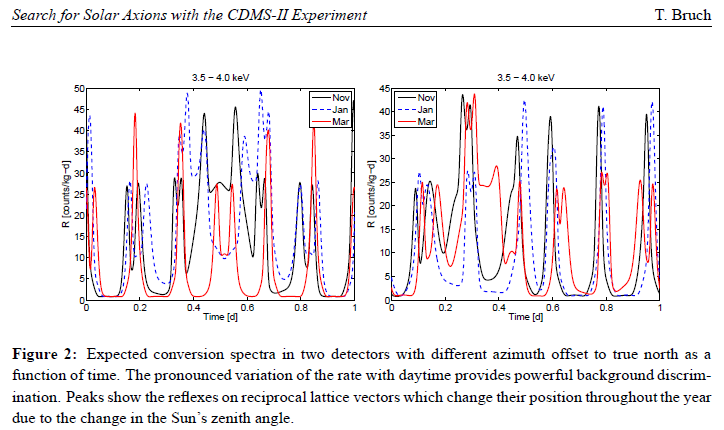 Search for Solar Axions with the CDMS-II Experiment T. Bruch
3.5 – 4.0 keV
50
45
40
35
30
25
20
15
10
5
0
R [counts/kg–d]
Nov
Jan
Mar
0 0.2 0.4 0.6 0.8 1
Time [d]
3.5 – 4.0 keV
45
40
35
30
25
20
15
10
5
0
R [counts/kg–d]
Nov
Jan
Mar
0 0.2 0.4 0.6 0.8 1
Time [d]
Figure 2: Expected conversion spectra in two detectors with different azimuth offset to true north as a
function of time. The pronounced variation of the rate with daytime provides powerful background discrim-
ination. Peaks show the reflexes on reciprocal lattice vectors which change their position throughout the year
due to the change in the Sun's zenith angle.